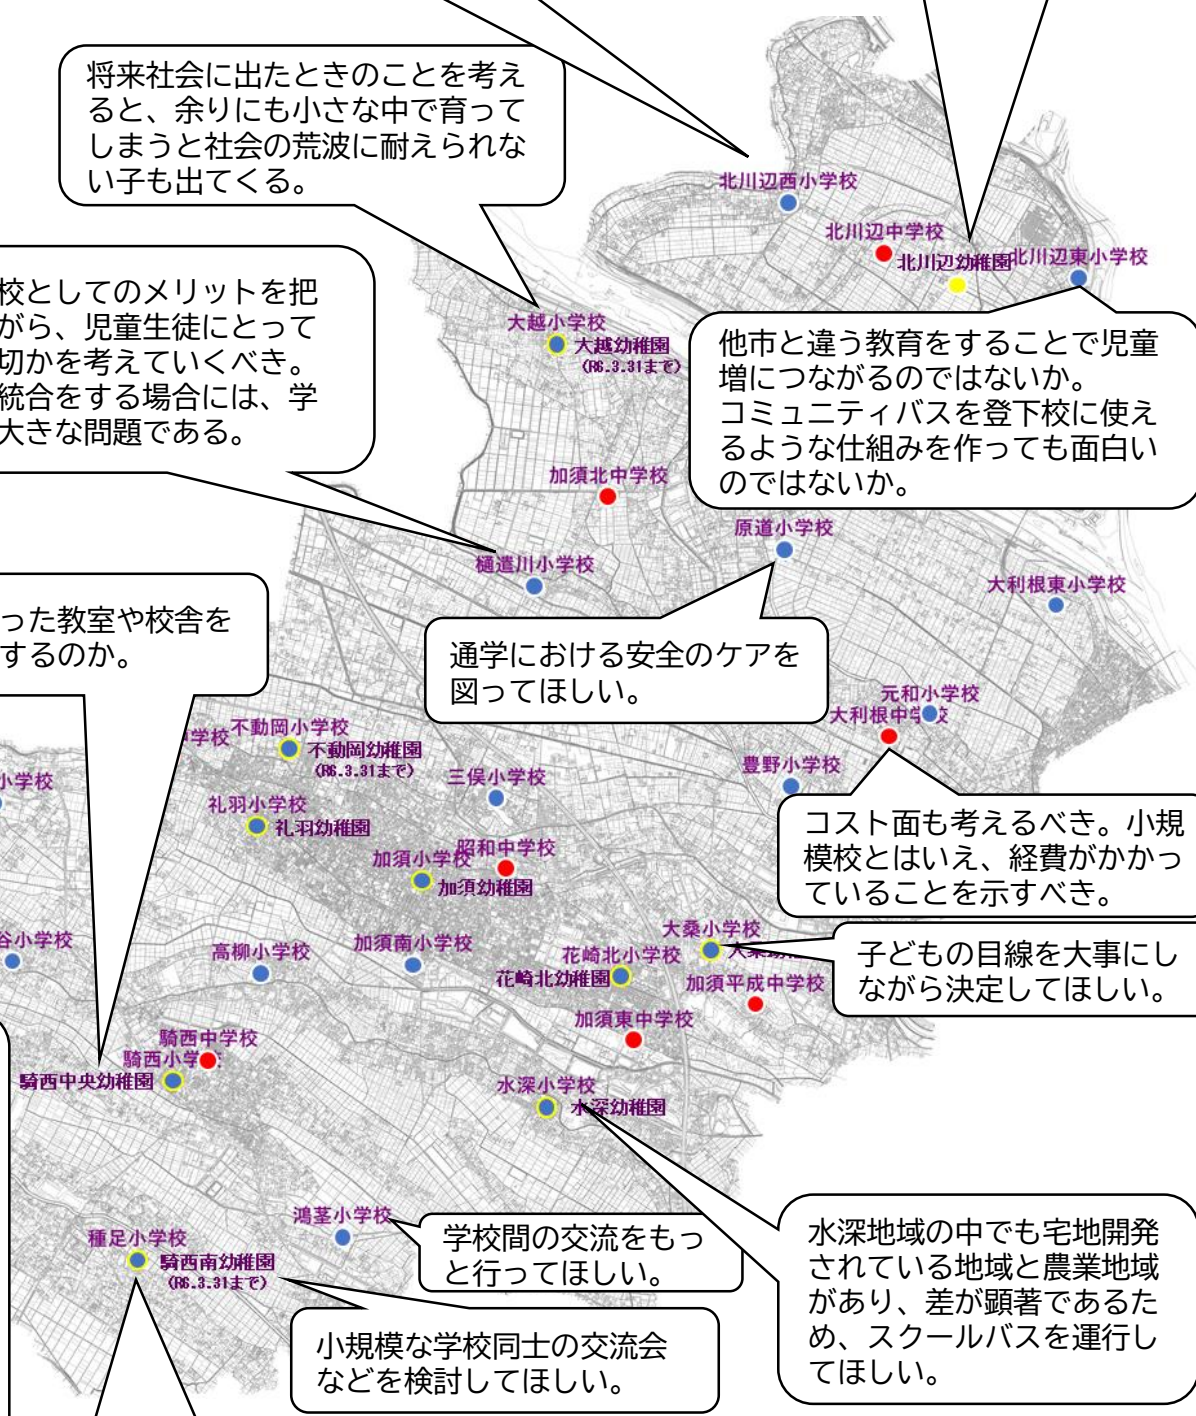 将来社会に出たときのことを考え
ると、余りにも小さな中で育って
しまうと社会の荒波に耐えられな
い子も出てくる。
北川辺西小学校
北川辺中学校
北川辺幼稚園
北川辺東小学校
校としてのメリットを把
がら、児童生徒にとって
切かを考えていくべき。
統合をする場合には、学
大きな問題である。
大越小学校
大越幼稚園
(R6.3.31まで)
他市と違う教育をすることで児童
増につながるのではないか。
コミュニティバスを登下校に使え
るような仕組みを作っても面白い
のではないか。
加須北中学校
原道小学校
樋遣川小学校
大利根東小学校
った教室や校舎を
するのか。
通学における安全のケアを
図ってほしい。
元和小学校
大利根中学校
学校
不動岡小学校
不動岡幼稚園
(R6.3.31まで)
三俣小学校
豊野小学校
小学校
礼羽小学校
礼羽幼稚園
コスト面も考えるべき。小規
模校とはいえ、経費がかかっ
ていることを示すべき。
昭和中学校
加須小学校
加須幼稚園
谷小学校
高柳小学校
加須南小学校
花崎北小学校
花崎北幼稚園
大桑小学校
加須平成中学校
子どもの目線を大事にし
ながら決定してほしい。
加須東中学校
騎西中学校
騎西小学
騎西中央幼稚園
水深小学校
水深幼稚園
鴻茎小学校
学校間の交流をもっ
と行ってほしい。
種足小学校
騎西南幼稚園
(R6.3.31まで)
小規模な学校同士の交流会
などを検討してほしい。
水深地域の中でも宅地開発
されている地域と農業地域
があり、差が顕著であるた
め、スクールバスを運行し
てほしい。